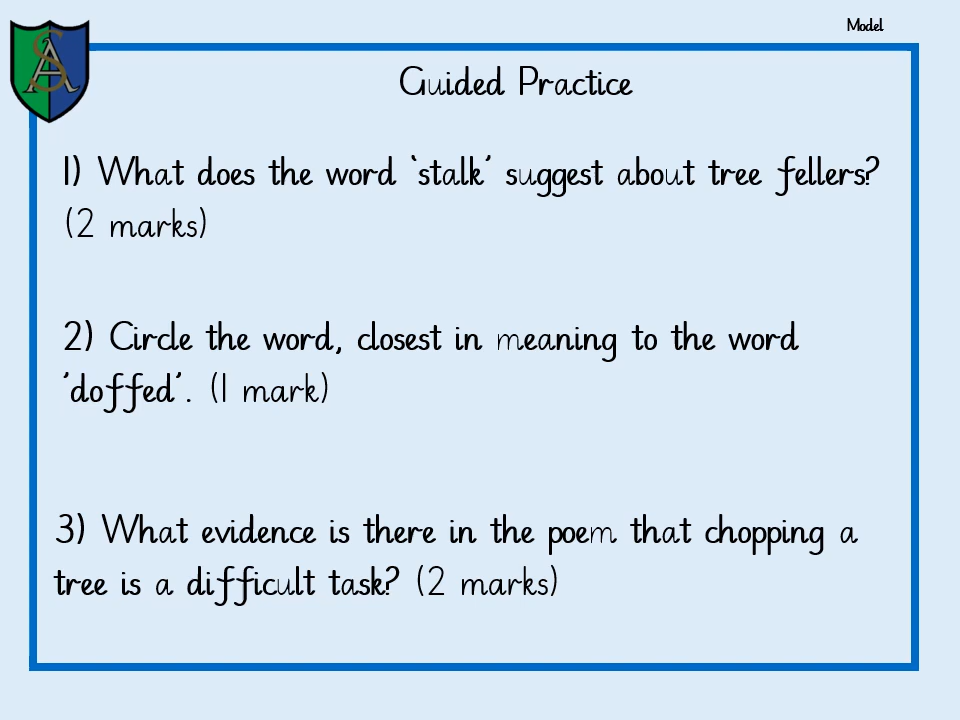 Model
Guided Practice
1) What does the word ‘stalk’ suggest about tree fellers?
(2 marks)
2) Circle the word, closest in meaning to the word
’doffed’. (1 mark)
3) What evidence is there in the poem that chopping a
tree is a difficult task? (2 marks)
SA